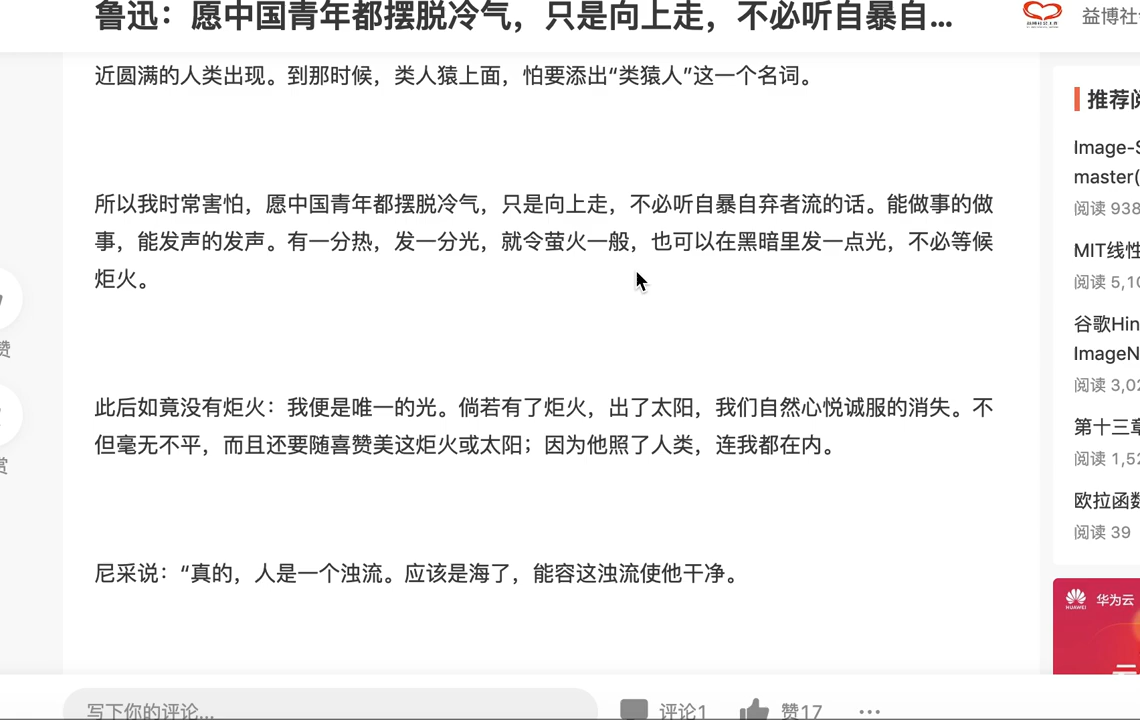 鲁迅：愿中国青年都摆脱冷气，只是向上走，不必听自暴自...
益博社
近圆满的人类出现。到那时候，类人猿上面，怕要添出“类猿人”这一个名词。
所以我时常害怕，愿中国青年都摆脱冷气，只是向上走，不必听自暴自弃者流的话。能做事的做
事，能发声的发声。有一分热，发一分光，就令萤火一般，也可以在黑暗里发一点光，不必等候
炬火。
此后如竟没有炬火：我便是唯一的光。倘若有了炬火，出了太阳，我们自然心悦诚服的消失。不
但毫无不平，而且还要随喜赞美这炬火或太阳；因为他照了人类，连我都在内。
尼采说：“真的，人是一个浊流。应该是海了，能容这浊流使他干净。
赞
赏
推荐阅
Image-S
master(
阅读 938
MIT线性
阅读 5,10
谷歌Hin
ImageN
阅读 3,02
第十三章
阅读 1,52
欧拉函数
阅读 39
HUAWEI
华为云
写下你的评论...
评论1
赞17